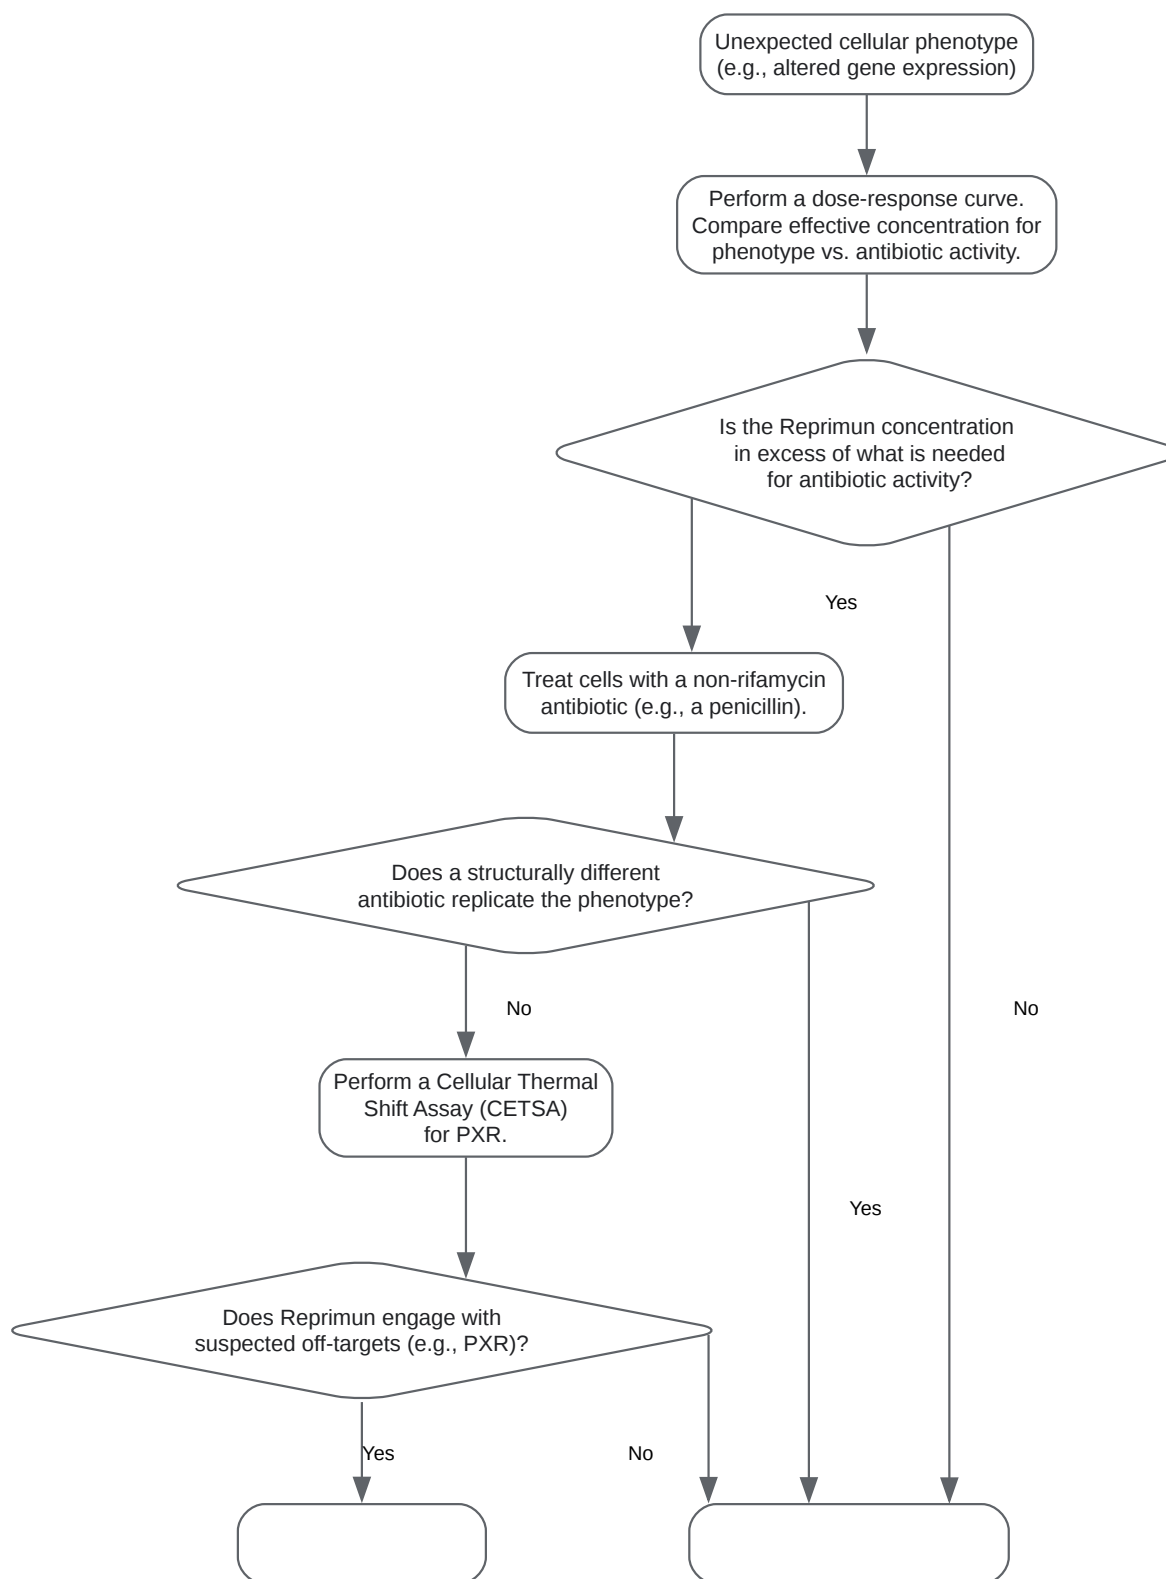 Unexpected cellular phenotype
(e.g., altered gene expression)
Perform a dose-response curve.
Compare effective concentration for
phenotype vs. antibiotic activity.
Is the Reprimun concentration
in excess of what is needed
for antibiotic activity?
Yes
Treat cells with a non-rifamycin
antibiotic (e.g., a penicillin).
Does a structurally different
antibiotic replicate the phenotype?
No
No
Perform a Cellular Thermal
Shift Assay (CETSA)
for PXR.
Yes
Does Reprimun engage with
suspected off-targets (e.g., PXR)?
Yes
No